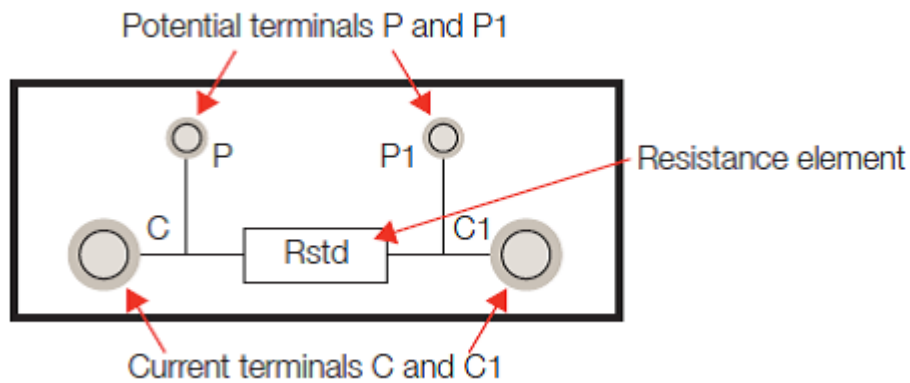 Potential terminals P and P1
P
P1
Resistance element
C
C1
Rstd
Current terminals C and C1